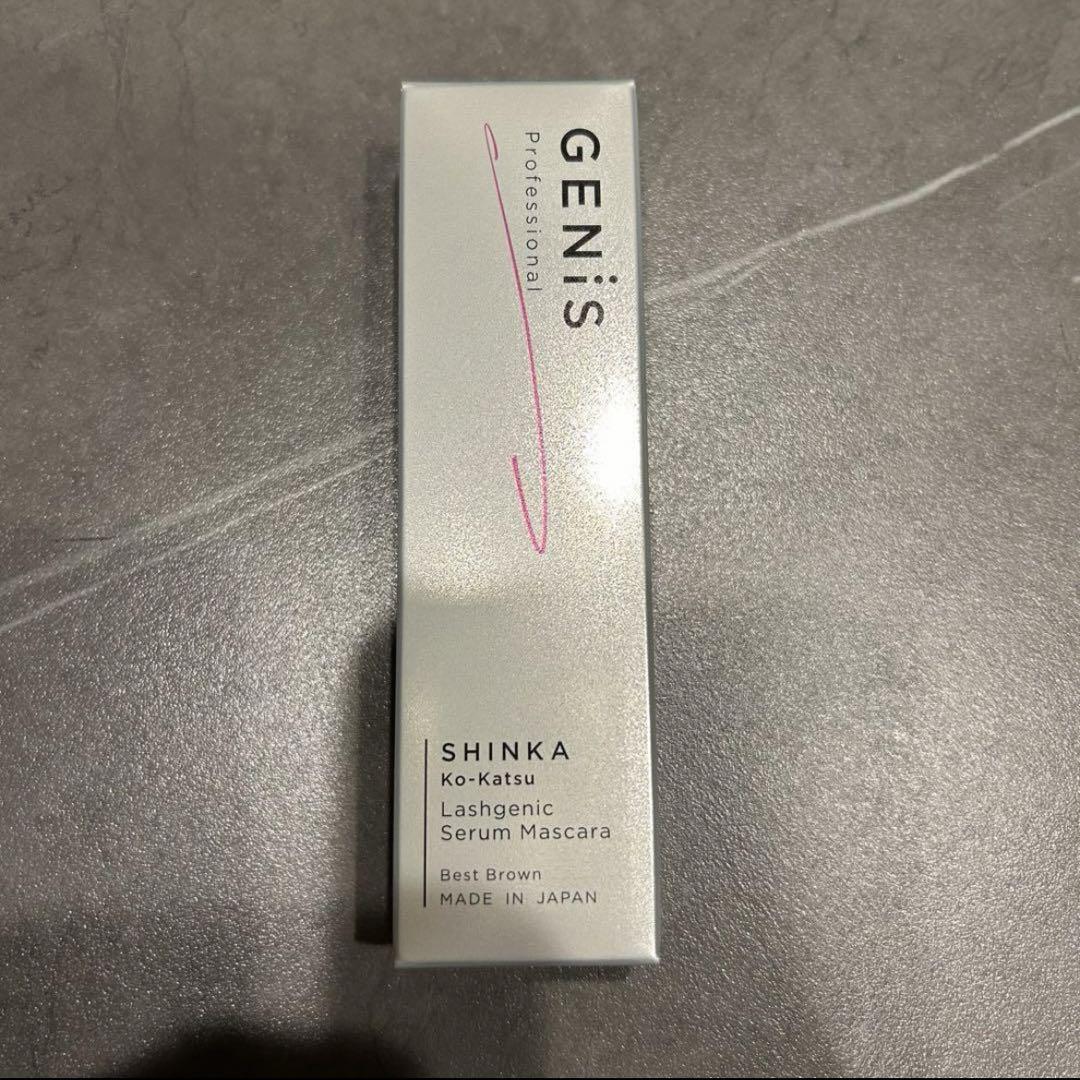 GENiS
Professional
SHINKA
Ko-Katsu
Lashgenic
Serum Mascara
Best Brown
MADE IN JAPAN